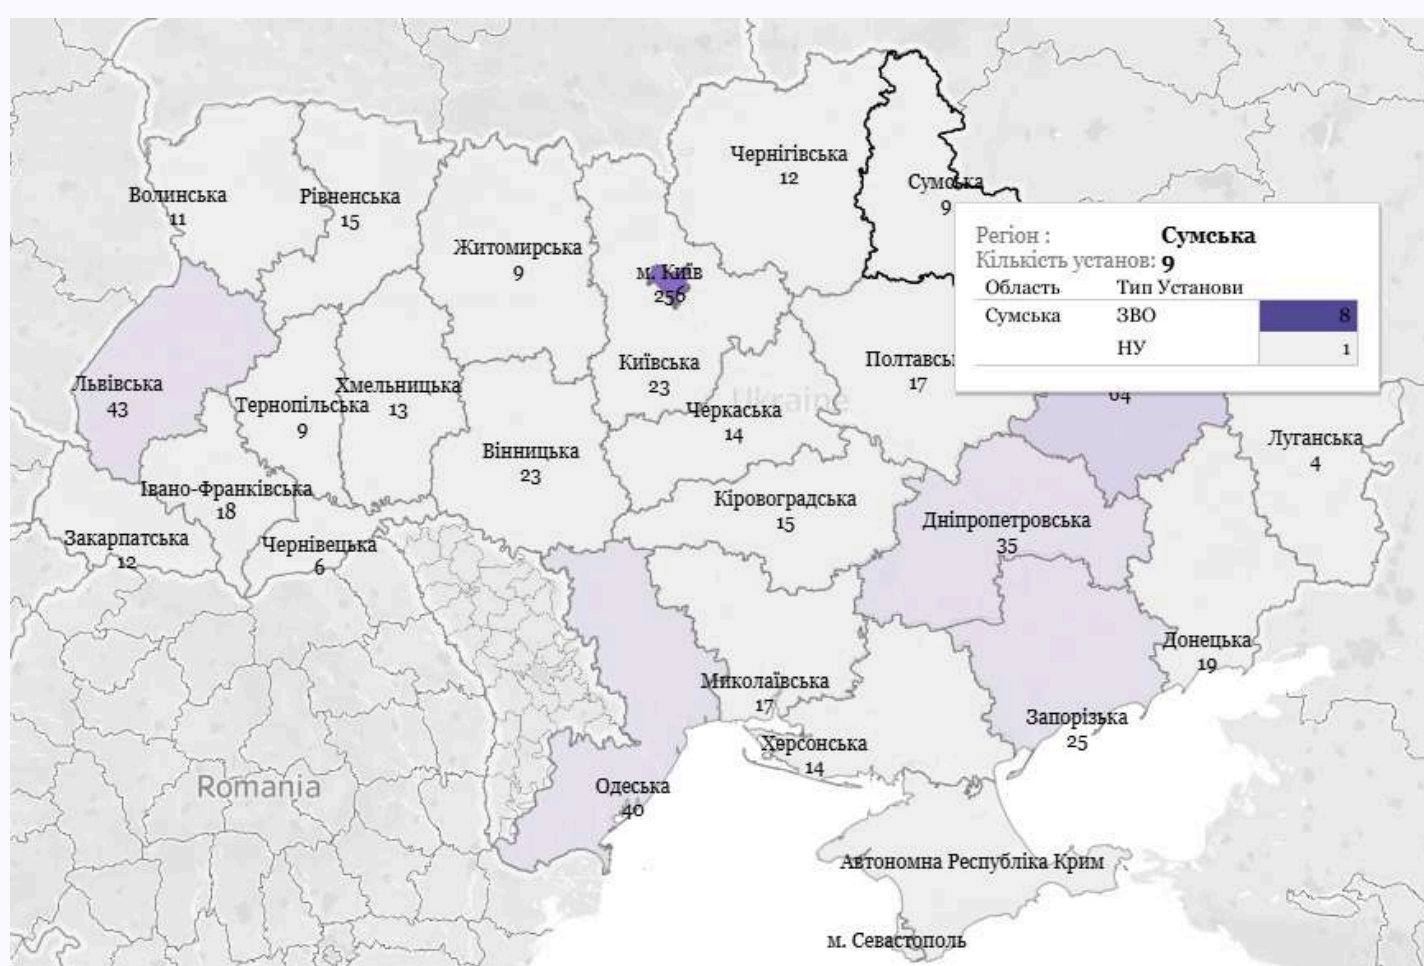 Чернігівська
12
Сумська
9
Волинська
11
Рівненська
15
Житомирська
9
м. Київ
256
Регіон : Сумська
Кількість установ: 9
Область Тип Установи
Сумська ЗВО 8
НУ 1
Львівська
43
Тернопільська
9
Хмельницька
13
Київська
23
Ukraine
Черкаська
14
Полтавсь
17
64
Луганська
4
Вінницька
23
Івано-Франківська
18
Кіровоградська
15
Дніпропетровська
35
Закарпатська
12
Чернівецька
6
Донецька
19
Миколаївська
17
Запорізька
25
Херсонська
14
Romania
Одеська
40
Автономна Республіка Крим
м. Севастополь